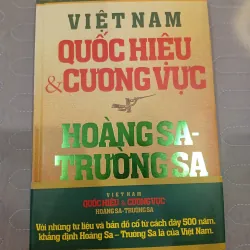 VIỆT NAM
QUỐC HIỆU
& CƯƠNG VỰC
HOÀNG SA-
TRƯỜNG SA
VIỆT NAM
QUỐC HIỆU & CƯƠNG VỰC
HOÀNG SA-TRƯỜNG SA
Với những tư liệu và bản đồ cổ từ cách đây 500 năm,
khẳng định Hoàng Sa – Trường Sa là của Việt Nam.